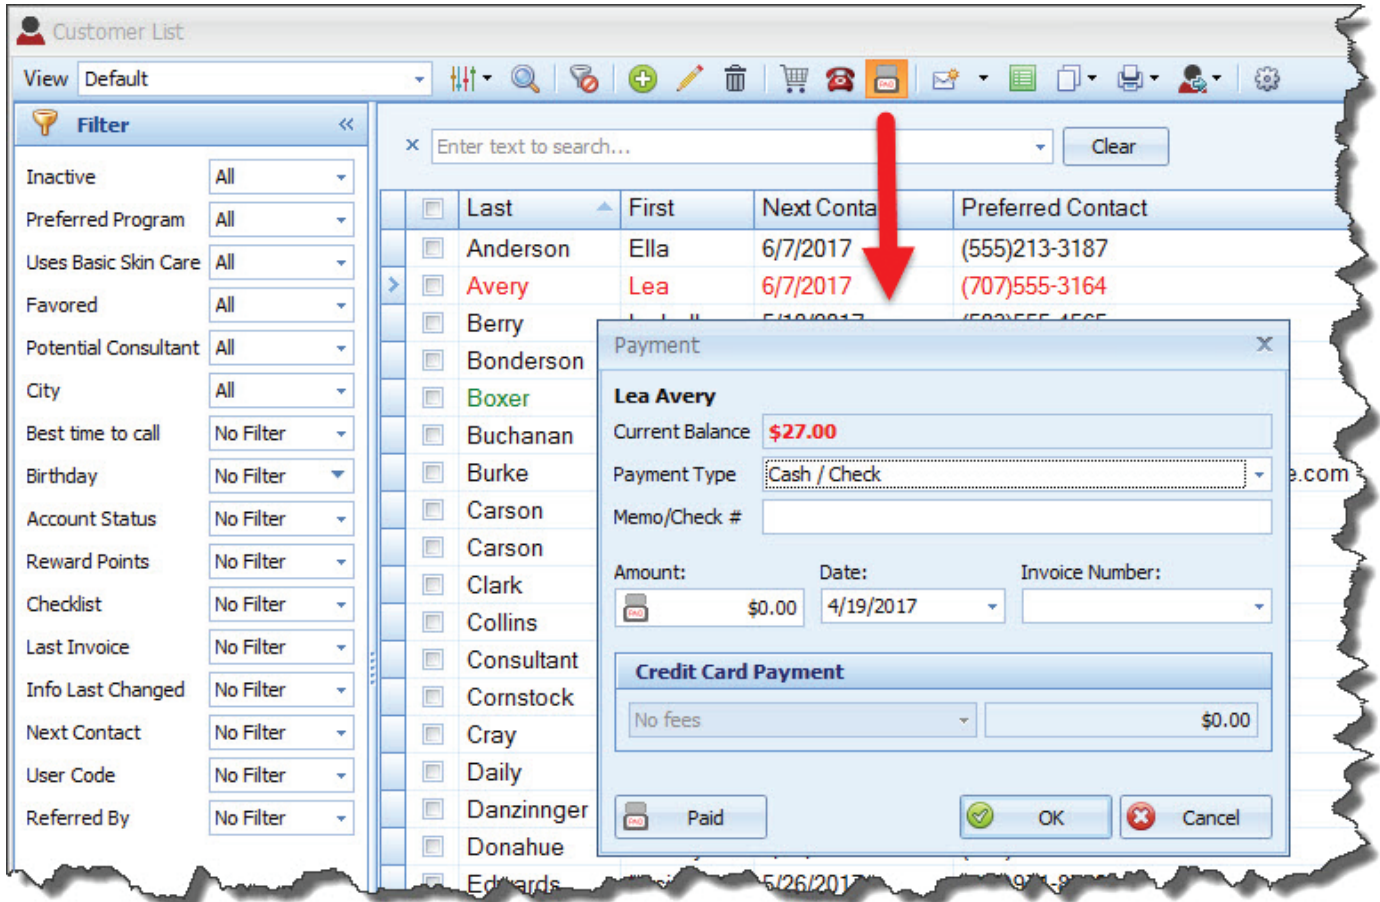 Customer List
View Default
Filter
Enter text to search...
Clear
Inactive All
Preferred Program All
Uses Basic Skin Care All
Favored All
Potential Consultant All
City All
Best time to call No Filter
Birthday No Filter
Account Status No Filter
Reward Points No Filter
Checklist No Filter
Last Invoice No Filter
Info Last Changed No Filter
Next Contact No Filter
User Code No Filter
Referred By No Filter
Last First Next Conta Preferred Contact
Anderson Ella 6/7/2017 (555)213-3187
Avery Lea 6/7/2017 (707)555-3164
Berry
Bonderson
Boxer
Buchanan
Burke e.com
Carson
Carson
Clark
Collins
Consultant
Cornstock
Cray
Daily
Danzinnger
Donahue
Edwards 5/26/2017
Payment
Lea Avery
Current Balance $27.00
Payment Type Cash / Check
Memo/Check #
Amount: Date: Invoice Number:
$0.00 4/19/2017
Credit Card Payment
No fees $0.00
Paid OK Cancel